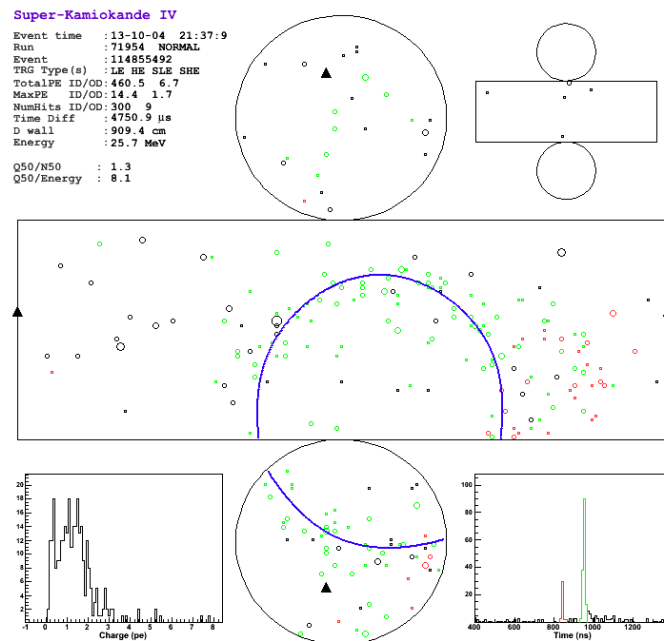 Super-Kamiokande IV
Event time :13-10-04 21:37:9
Run :71954 NORMAL
Event :114855492
TRG Type(s) :LE HE SLE SHE
TotalPE ID/OD:460.5 6.7
MaxPE ID/OD:14.4 1.7
NumHits ID/OD:300 9
Time Diff :4750.9 μs
D wall :909.4 cm
Energy :25.7 MeV
Q50/N50 : 1.3
Q50/Energy : 8.1
20
18
16
14
12
10
8
6
4
2
0
-1 0 1 2 3 4 5 6 7 8
Charge (pe)
100
80
60
40
20
0
400 600 800 1000 1200
Time (ns)